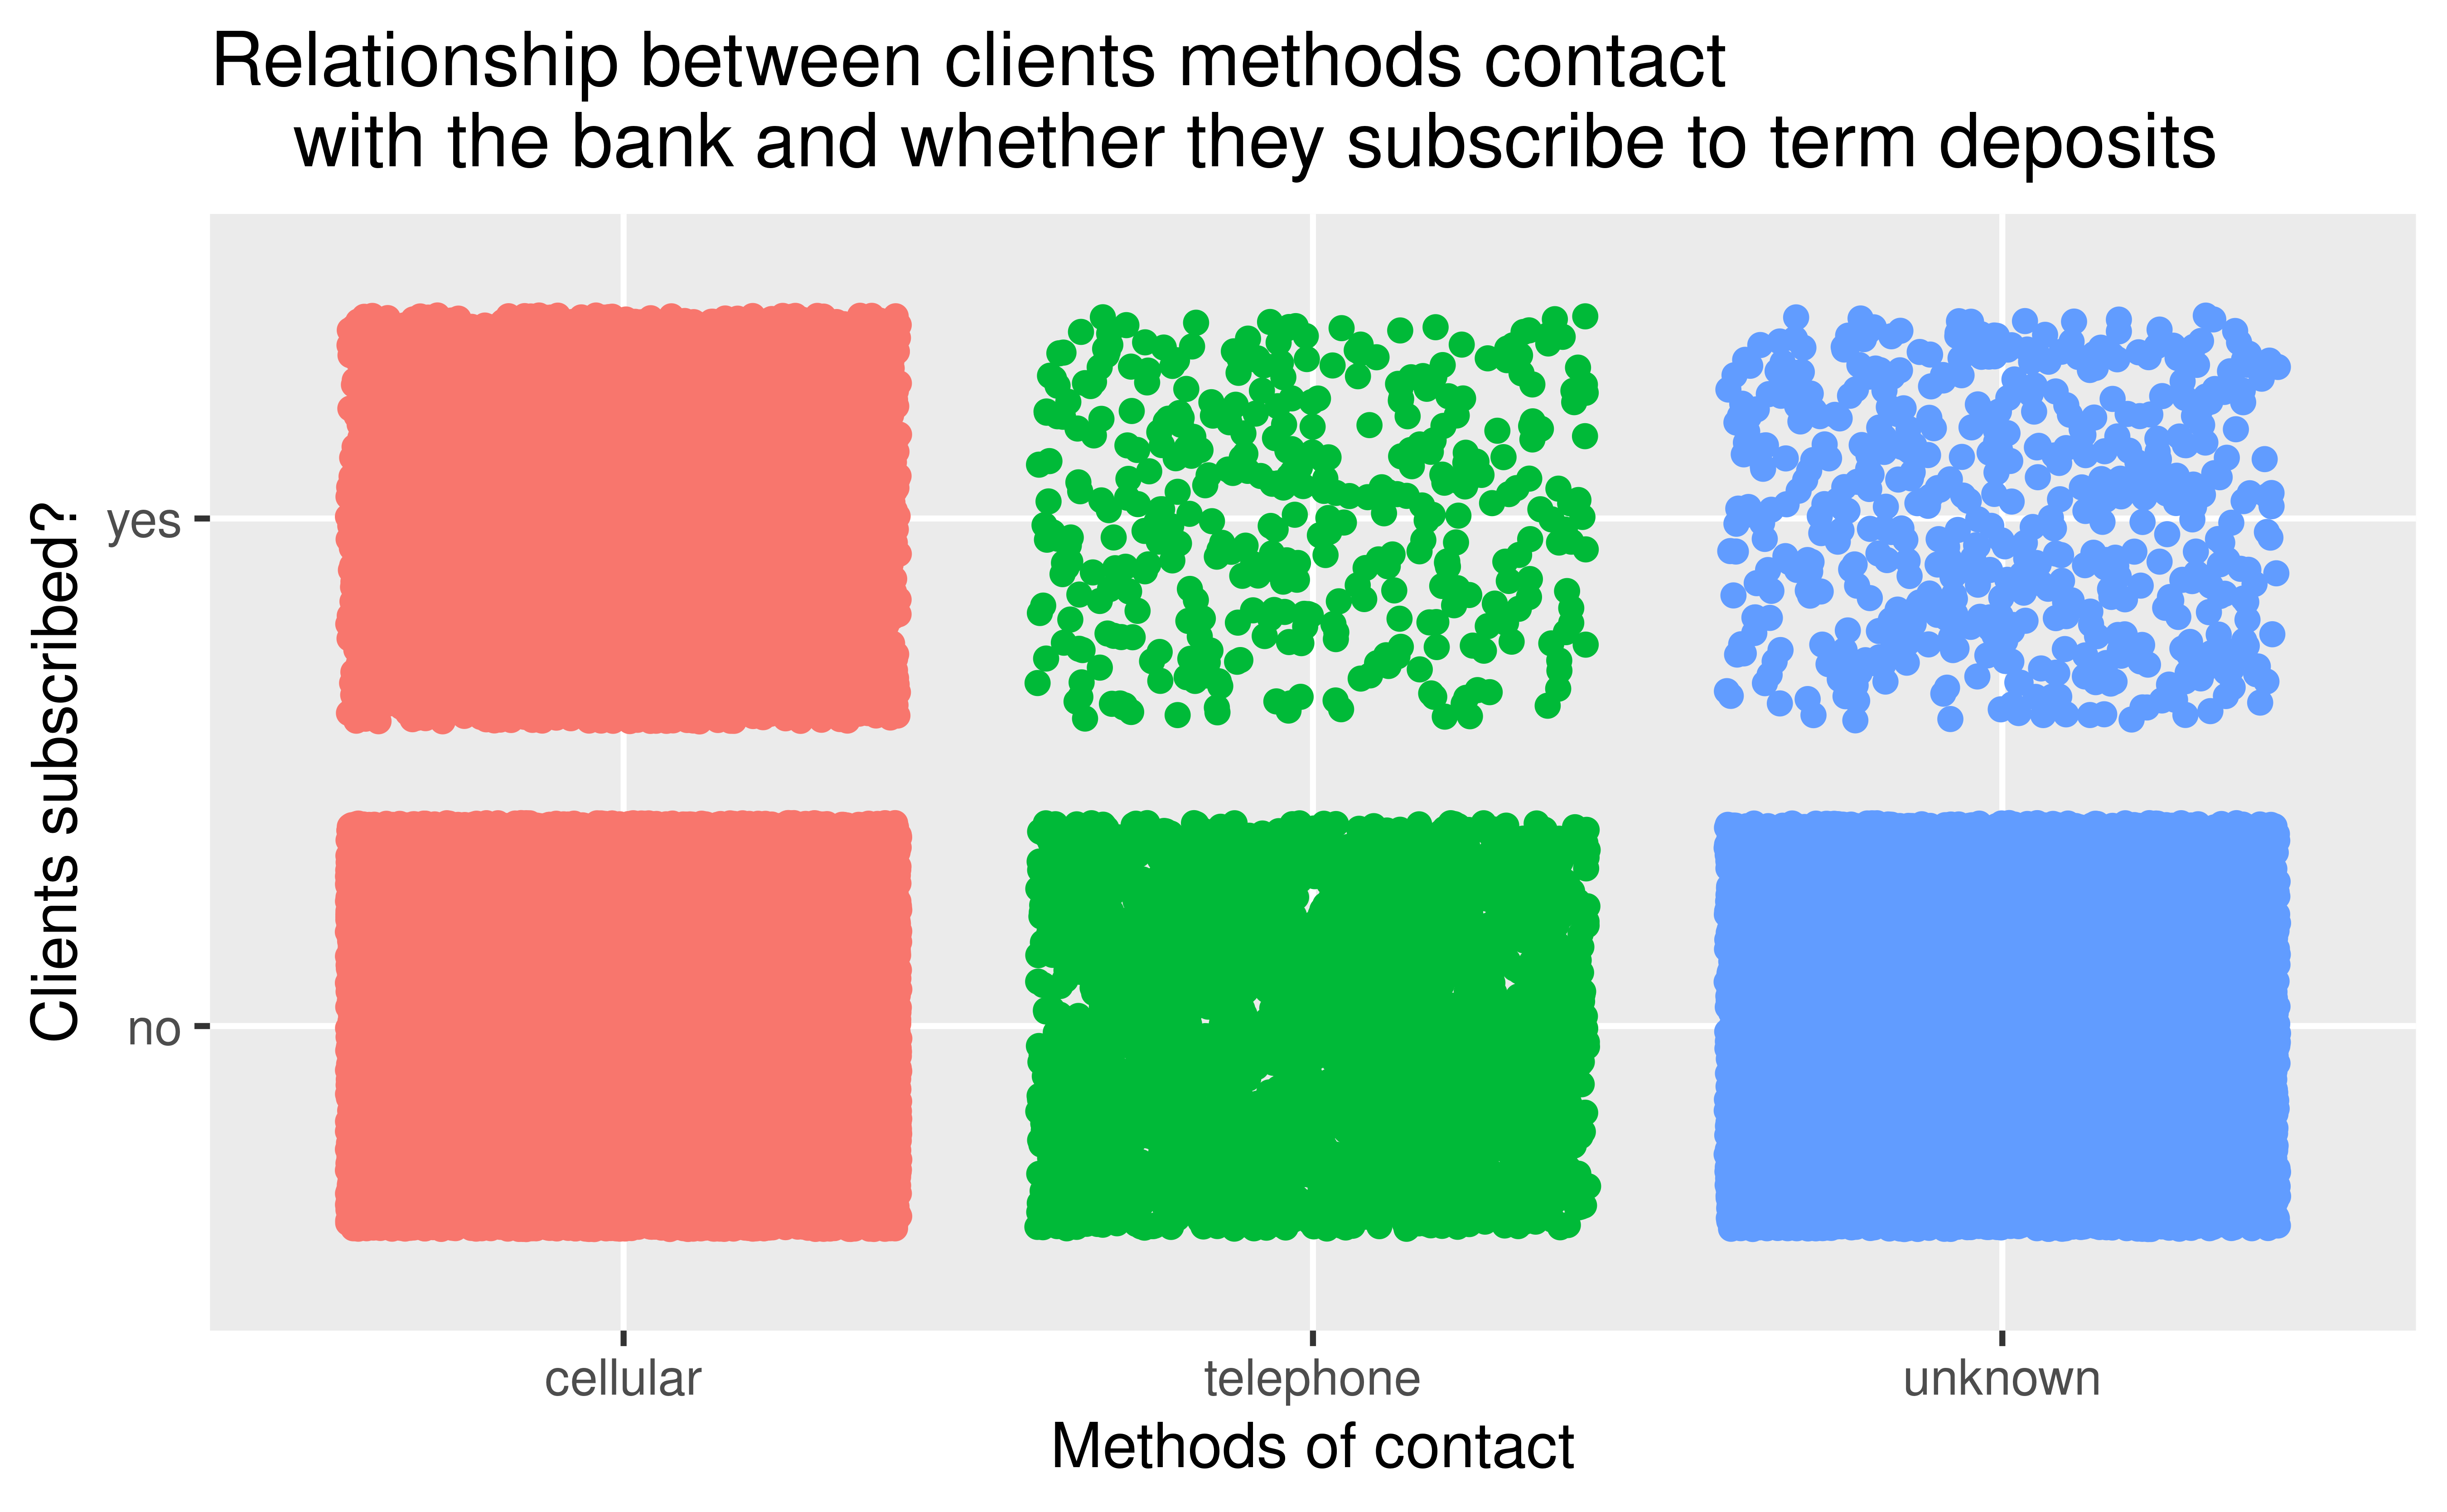 Relationship between clients methods contact
with the bank and whether they subscribe to term deposits
Clients subscribed?
yes
no
cellular
telephone
unknown
Methods of contact